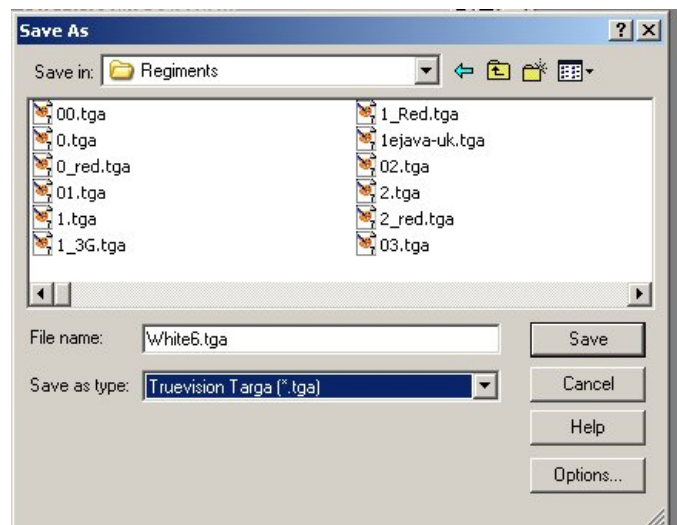 Save As
Save in: Regiments
00.tga
0.tga
0_red.tga
01.tga
1.tga
1_3G.tga
1_Red.tga
1ejava-uk.tga
02.tga
2.tga
2_red.tga
03.tga
File name: White6.tga Save
Save as type: Truevision Targa (*.tga) Cancel
Help
Options...